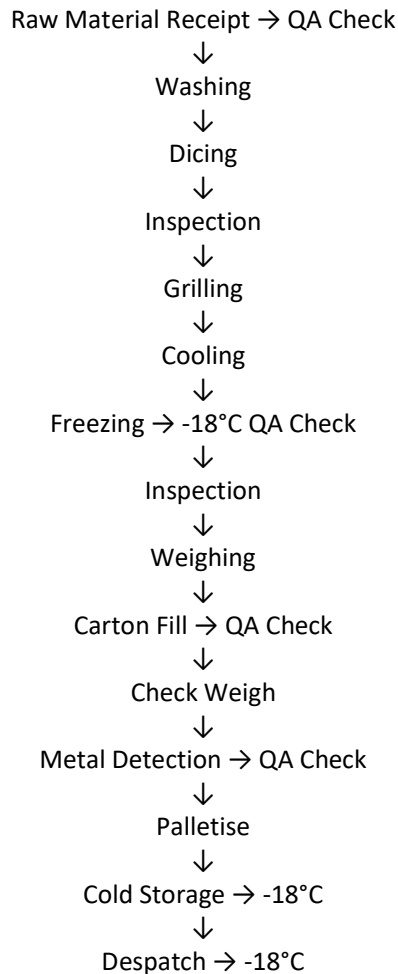 Raw Material Receipt → QA Check
↓
Washing
↓
Dicing
↓
Inspection
↓
Grilling
↓
Cooling
↓
Freezing → -18°C QA Check
↓
Inspection
↓
Weighing
↓
Carton Fill → QA Check
↓
Check Weigh
↓
Metal Detection → QA Check
↓
Palletise
↓
Cold Storage → -18°C
↓
Despatch → -18°C